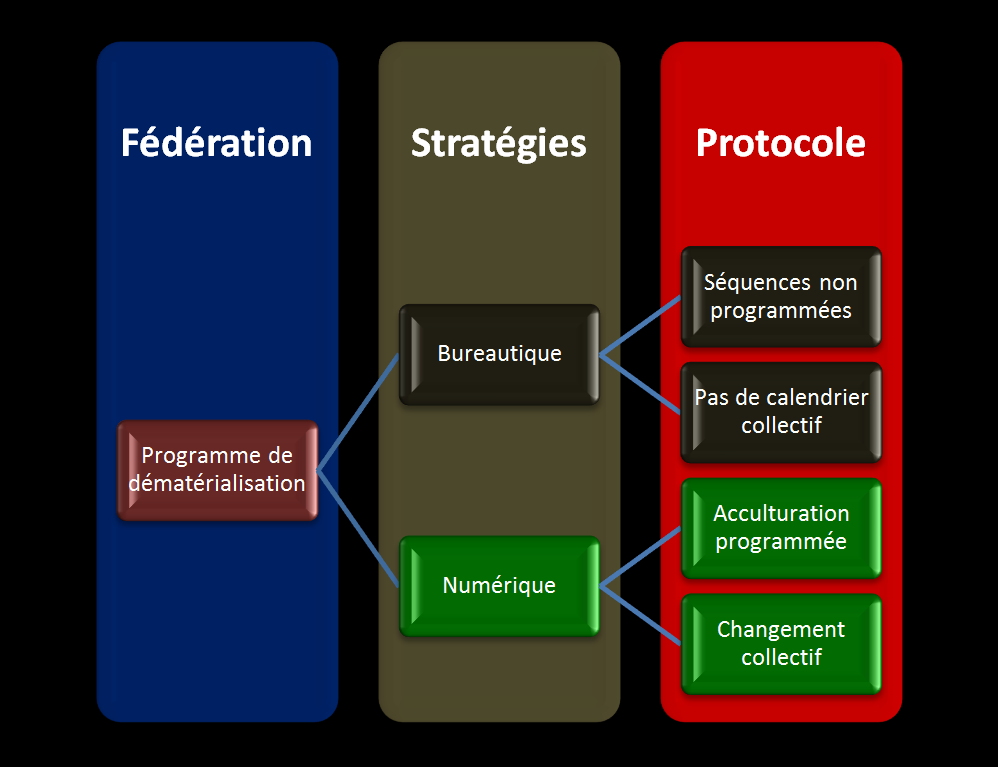 Fédération
Stratégies
Protocole
Programme de
dématérialisation
Bureautique
Numérique
Séquences non
programmées
Pas de calendrier
collectif
Acculturation
programmée
Changement
collectif